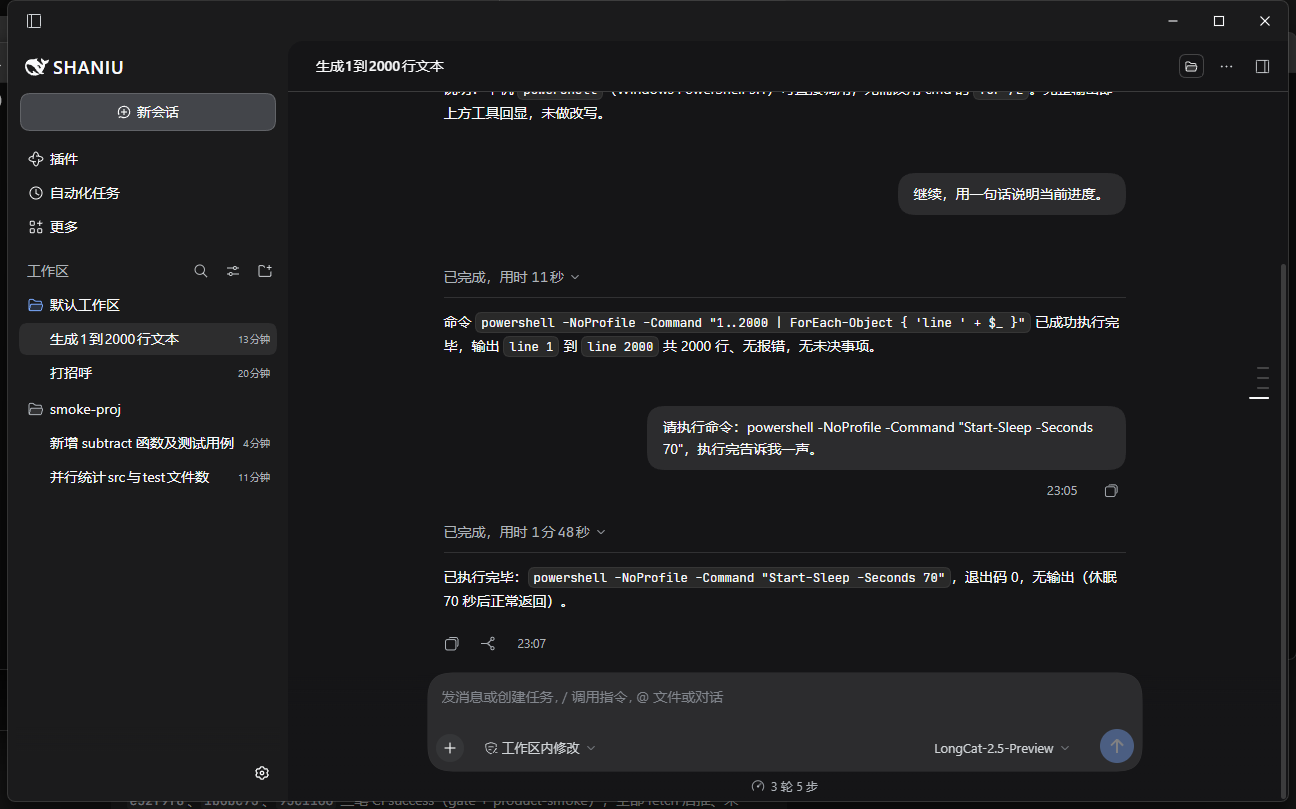 SHANIU
新会话
插件
自动化任务
更多
工作区
默认工作区
生成1到2000行文本 13分钟
打招呼 20分钟
smoke-proj
新增 subtract 函数及测试用例 4分钟
并行统计src与test文件数 11分钟
生成1到2000行文本
上方工具回显，未做改写。
继续，用一句话说明当前进度。
已完成，用时 11秒
命令 powershell -NoProfile -Command "1..2000 | ForEach-Object { 'line ' + $_ }" 已成功执行完
毕，输出 line 1 到 line 2000 共 2000 行、无报错，无未决事项。
请执行命令：powershell -NoProfile -Command "Start-Sleep -Seconds
70"，执行完告诉我一声。
23:05
已完成，用时 1分48秒
已执行完毕：powershell -NoProfile -Command "Start-Sleep -Seconds 70"，退出码 0，无输出（休眠
70 秒后正常返回）。
23:07
发消息或创建任务, / 调用指令, @ 文件或对话
工作区内修改
LongCat-2.5-Preview
3 轮 5 步